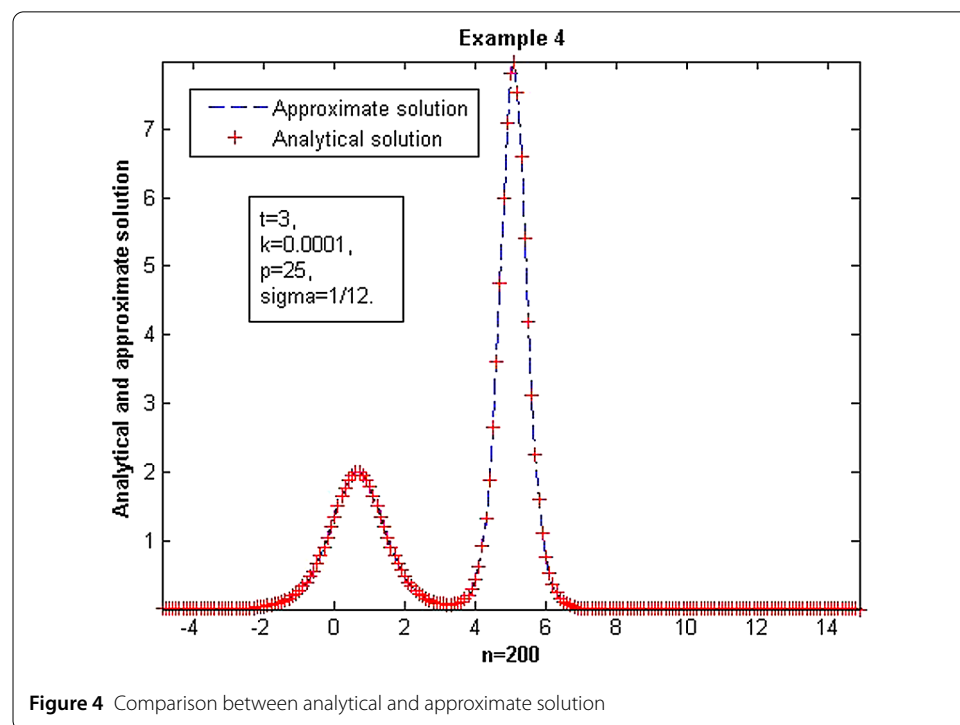 Example 4
Approximate solution
Analytical solution
t=3,
k=0.0001,
p=25,
sigma=1/12.
Analytical and approximate solution
7
6
5
4
3
2
1
0
-4 -2 0 2 4 6 8 10 12 14
n=200
Figure 4 Comparison between analytical and approximate solution